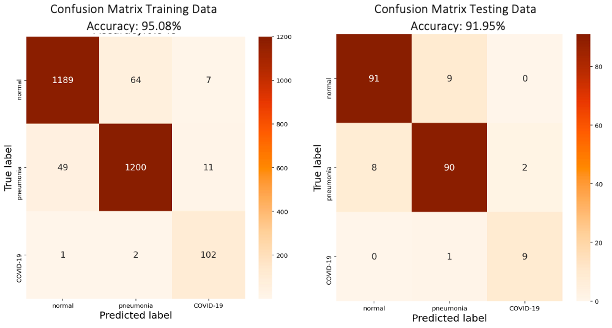 Confusion Matrix Training Data
Accuracy: 95.08%
1189 64 7
49 1200 11
1 2 102
normal
pneumonia
COVID-19
True label
normal pneumonia COVID-19
Predicted label
1200
1000
800
600
400
200
Confusion Matrix Testing Data
Accuracy: 91.95%
91 9 0
8 90 2
0 1 9
normal
pneumonia
COVID-19
True label
normal pneumonia COVID-19
Predicted label
80
60
40
20
0